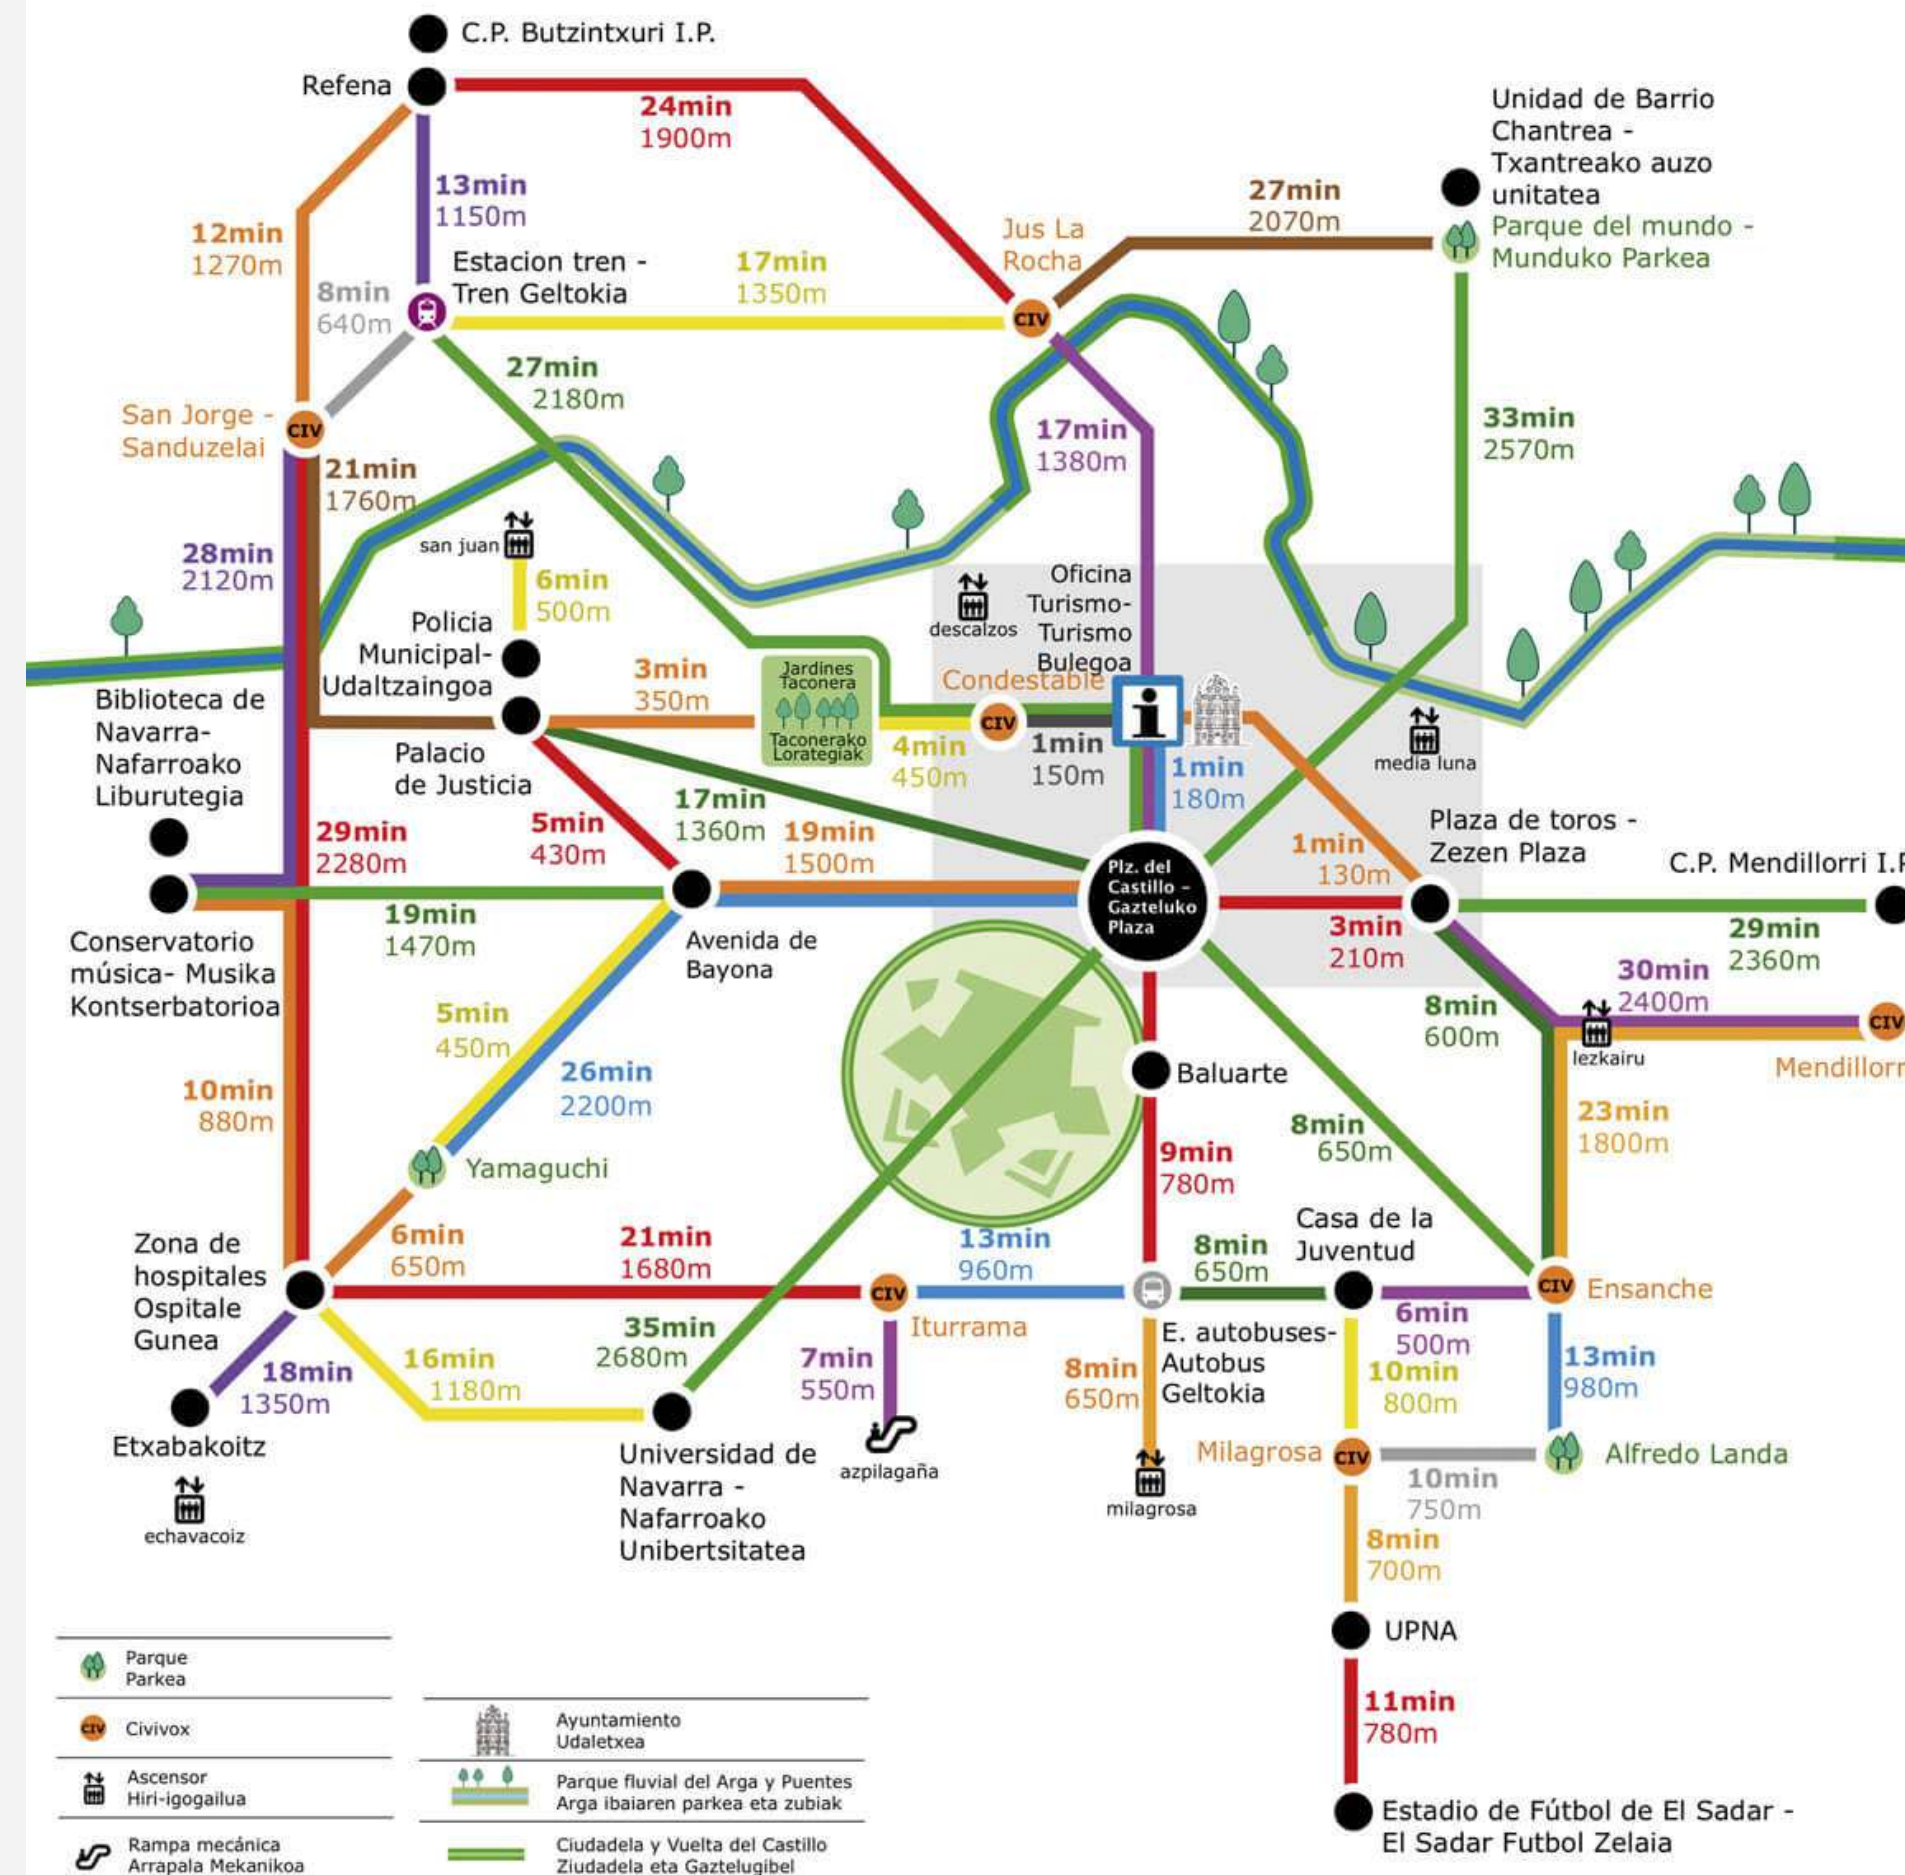 C.P. Butzintxuri I.P.
Refena
24min
1900m
Unidad de Barrio
Chantrea -
Txantreako auzo
unitatea
Parque del mundo -
Munduko Parkea
13min
1150m
27min
2070m
Jus La
Rocha
12min
1270m
Estacion tren -
Tren Geltokia
17min
1350m
8min
640m
CIV
27min
2180m
San Jorge -
Sanduzelai
CIV
17min
1380m
33min
2570m
21min
1760m
san juan
28min
2120m
6min
500m
Oficina
Turismo-
Turismo
Bulegoa
descalzos
Policia
Municipal-
Udaltzaingoa
3min
350m
Jardines
Taconera
Taconerako
Lorategiak
Condestable
CIV
i
Biblioteca de
Navarra-
Nafarroako
Liburutegia
Palacio
de Justicia
4min
450m
1min
150m
1min
180m
media luna
29min
2280m
5min
430m
17min
1360m
19min
1500m
1min
130m
Plaza de toros -
Zezen Plaza
C.P. Mendillorri I.P
Plz. del
Castillo -
Gazteluko
Plaza
19min
1470m
Conservatorio
música- Musika
Kontserbatorioa
Avenida de
Bayona
3min
210m
29min
2360m
30min
2400m
8min
600m
CIV
lezkairu
Mendillorr
5min
450m
26min
2200m
10min
880m
Baluarte
8min
650m
23min
1800m
9min
780m
Yamaguchi
Zona de
hospitales
Ospitale
Gunea
6min
650m
21min
1680m
13min
960m
8min
650m
Casa de la
Juventud
CIV
Iturrama
CIV
Ensanche
6min
500m
E. autobuses-
Autobus
Geltokia
18min
1350m
16min
1180m
35min
2680m
7min
550m
8min
650m
10min
800m
13min
980m
Etxabakoitz
echavacoiz
Universidad de
Navarra -
Nafarroako
Unibertsitatea
azpilagaña
milagrosa
Milagrosa
CIV
Alfredo Landa
10min
750m
8min
700m
UPNA
11min
780m
Estadio de Fútbol de El Sadar -
El Sadar Futbol Zelaia
Parque
Parkea
CIV
Civivox
Ascensor
Hiri-igogailua
Rampa mecánica
Arrapala Mekanikoa
Ayuntamiento
Udaletxea
Parque fluvial del Arga y Puentes
Arga ibaiaren parkea eta zubiak
Ciudadela y Vuelta del Castillo
Ziudadela eta Gaztelugibel